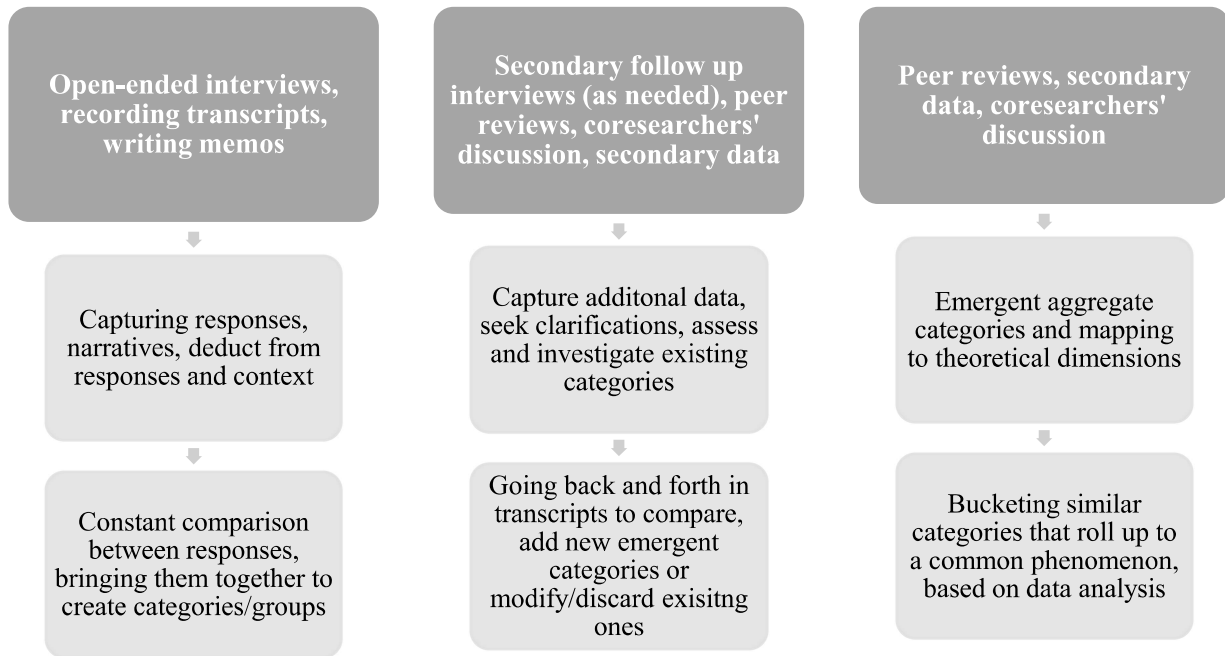 Open-ended interviews,
recording transcripts,
writing memos
Capturing responses,
narratives, deduct from
responses and context
Constant comparison
between responses,
bringing them together to
create categories/groups
Secondary follow up
interviews (as needed), peer
reviews, coresearchers'
discussion, secondary data
Capture additonal data,
seek clarifications, assess
and investigate existing
categories
Going back and forth in
transcripts to compare,
add new emergent
categories or
modify/discard exisitng
ones
Peer reviews, secondary
data, coresearchers'
discussion
Emergent aggregate
categories and mapping
to theoretical dimensions
Bucketing similar
categories that roll up to
a common phenomenon,
based on data analysis